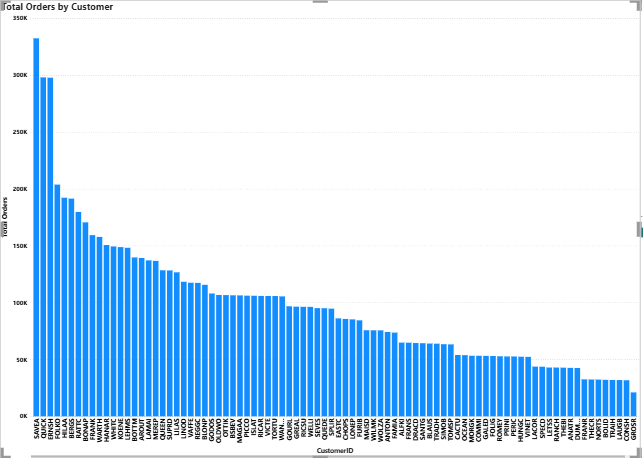 Total Orders by Customer
350K
300K
250K
200K
150K
100K
50K
0K
Total Orders
SAVEA
QUICK
ERNSH
FOLKO
HILAA
BERGS
RATTC
BONAP
FRANK
WARTH
HANAR
WHITC
KOENE
LEHMS
BOTTM
AROUT
LAMAI
MEREP
QUEEN
SUPRD
LILAS
LINOD
VAFFE
REGGC
BLONP
GODOS
OLDWO
OTTIK
BSBEV
MAGAA
PICCO
ISLAT
RICAR
VICTE
TORTU
WAN...
GOURL
GREAL
RICSU
WELLI
SEVES
QUEDE
SPLIR
EASTC
CHOPS
LONEP
FURIB
MAISD
WILMK
WOLZA
ANTON
FAMIA
ALFKI
FRANS
DRACD
SANTG
BLAUS
TRADH
SIMOB
TOMSP
CACTU
OCEAN
MORGK
COMMI
GALED
FOLIG
ROMEY
PRINI
PERIC
HUNGC
VINET
LACOR
SPECD
LETSS
RANCH
THEBI
ANATR
DUM...
FRANR
THECR
NORTS
BOLID
TRAIH
LAUGB
CONSH
GROSR
CustomerID